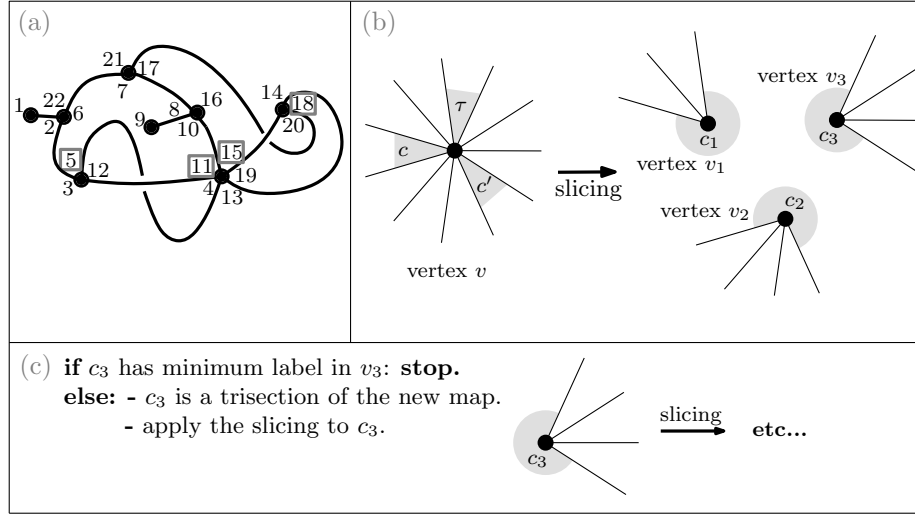 (a)
21 17
7
22 6
1
2
16
8
9
10
14 18
20
5 12
3
15
11 19
4
13
(b)
τ
c
c'
vertex v
slicing
c1
vertex v1
vertex v3
c3
c2
vertex v2
(c) if c3 has minimum label in v3: stop.
else: - c3 is a trisection of the new map.
- apply the slicing to c3.
c3
slicing
etc...